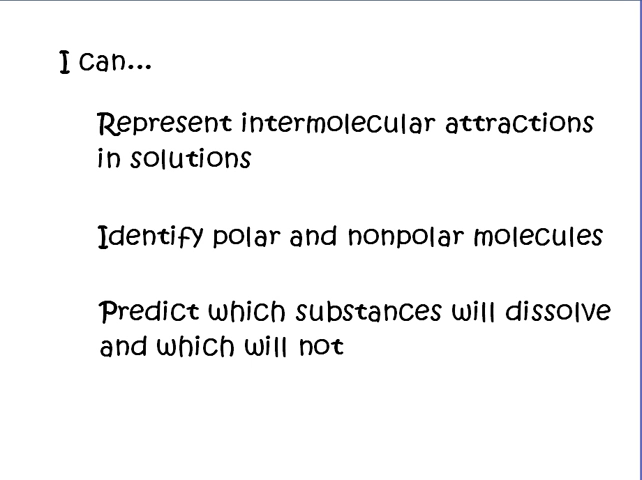 I can...
Represent intermolecular attractions
in solutions
Identify polar and nonpolar molecules
Predict which substances will dissolve
and which will not